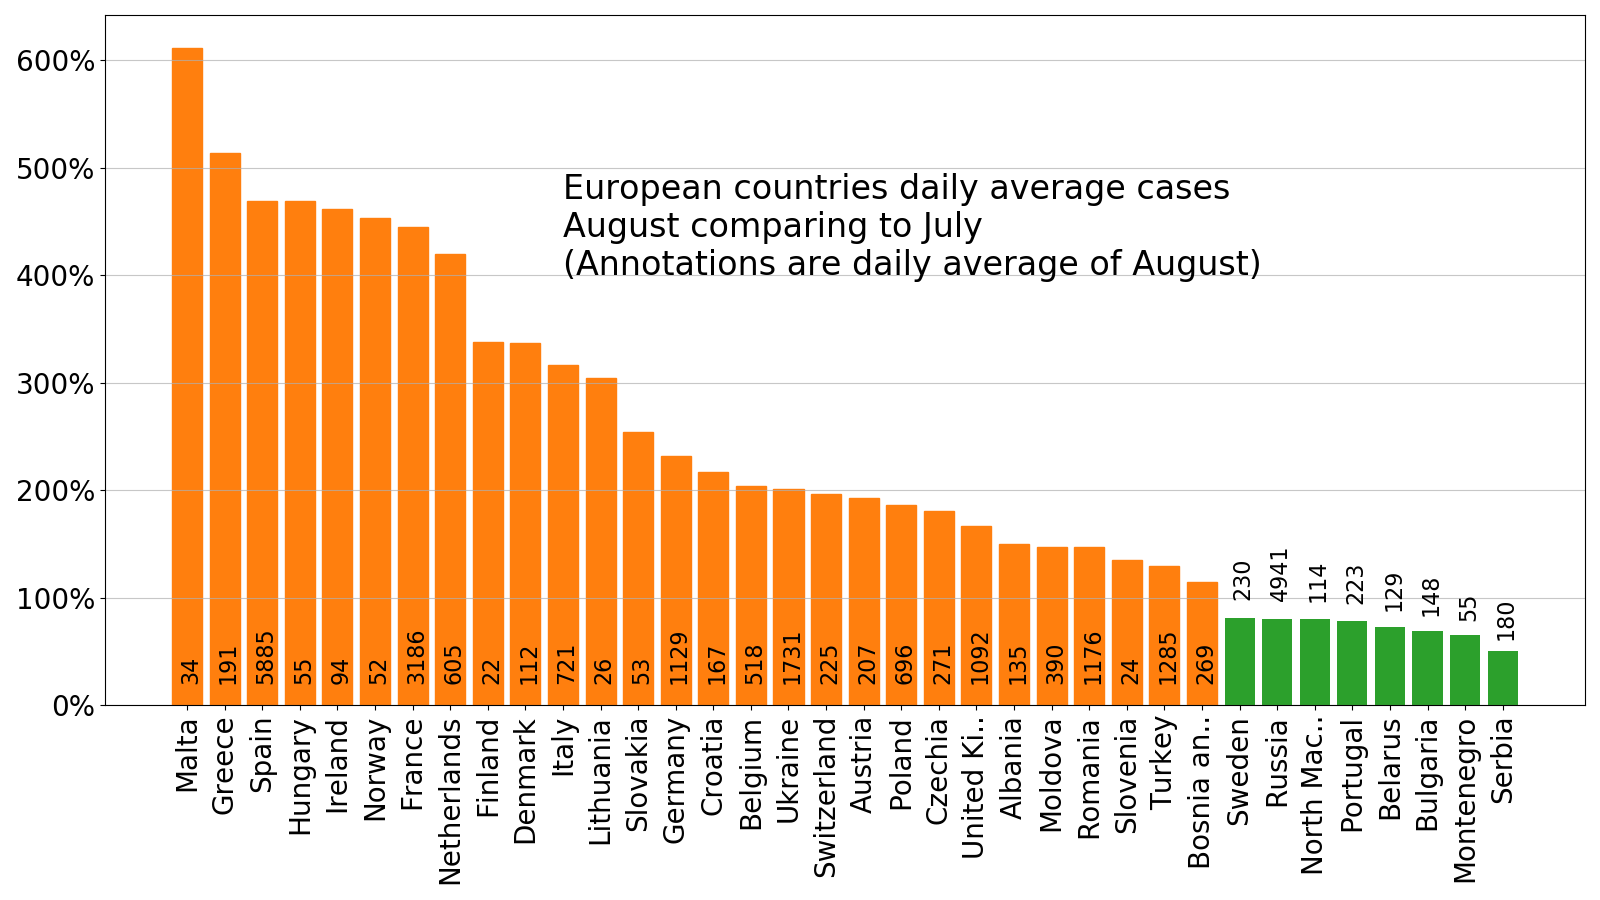 600%
500%
400%
300%
200%
100%
0%
European countries daily average cases
August comparing to July
(Annotations are daily average of August)
34
191
5885
55
94
52
3186
605
22
112
721
26
53
1129
167
518
1731
225
207
696
271
1092
135
390
1176
24
1285
269
230
4941
114
223
129
148
55
180
Malta
Greece
Spain
Hungary
Ireland
Norway
France
Netherlands
Finland
Denmark
Italy
Lithuania
Slovakia
Germany
Croatia
Belgium
Ukraine
Switzerland
Austria
Poland
Czechia
United Ki..
Albania
Moldova
Romania
Slovenia
Turkey
Bosnia an..
Sweden
Russia
North Mac..
Portugal
Belarus
Bulgaria
Montenegro
Serbia